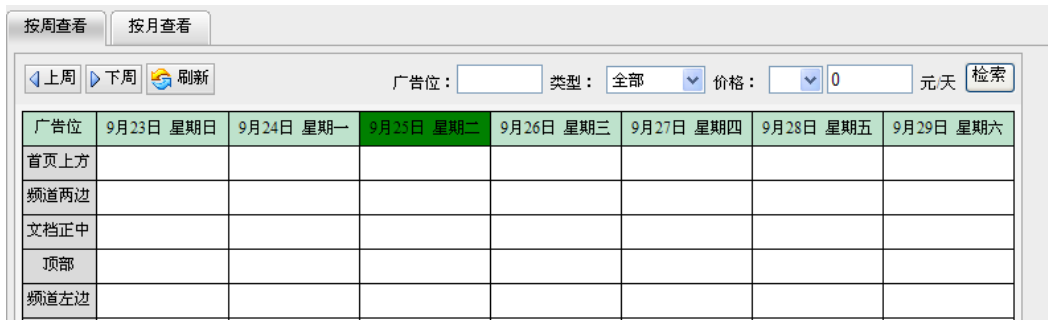 按周查看 按月查看
上周 下周 刷新 广告位： 类型： 全部 价格： 0 元/天 检索
广告位 9月23日 星期日 9月24日 星期一 9月25日 星期二 9月26日 星期三 9月27日 星期四 9月28日 星期五 9月29日 星期六
首页上方
频道两边
文档正中
顶部
频道左边